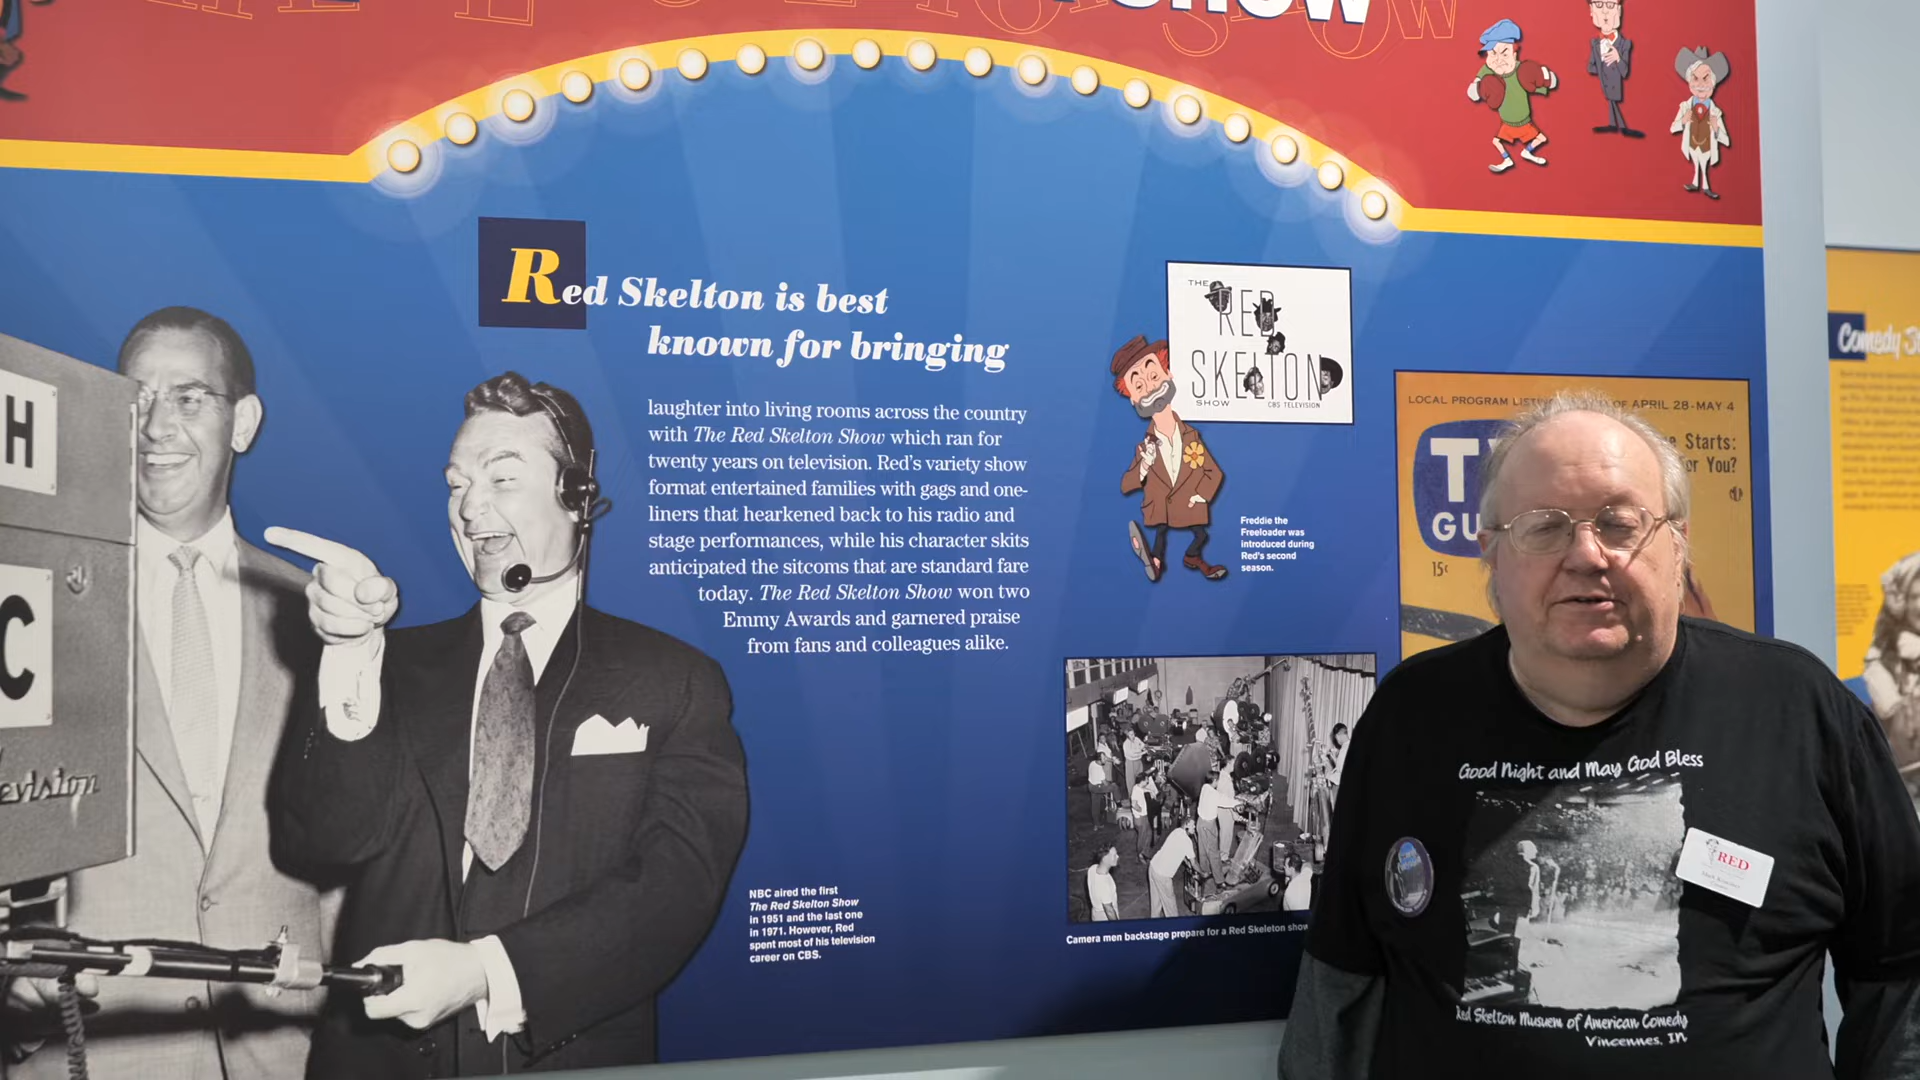 Show
Red Skelton is best
known for bringing
laughter into living rooms across the country
with The Red Skelton Show which ran for
twenty years on television. Red's variety show
format entertained families with gags and one-
liners that hearkened back to his radio and
stage performances, while his character skits
anticipated the sitcoms that are standard fare
today. The Red Skelton Show won two
Emmy Awards and garnered praise
from fans and colleagues alike.
NBC aired the first
The Red Skelton Show
in 1951 and the last one
in 1971. However, Red
spent most of his television
career on CBS.
THE
RED
SKELTON
SHOW
CBS TELEVISION
Freddie the
Freeloader was
introduced during
Red's second
season.
Camera men backstage prepare for a Red Skeleton show
LOCAL PROGRAM
OF APRIL 28-MAY 4
Starts:
For You?
15¢
H
C
Comedy
Good Night and May God Bless
RED
Red Skelton Musuem of American Comedy
Vincennes, IN